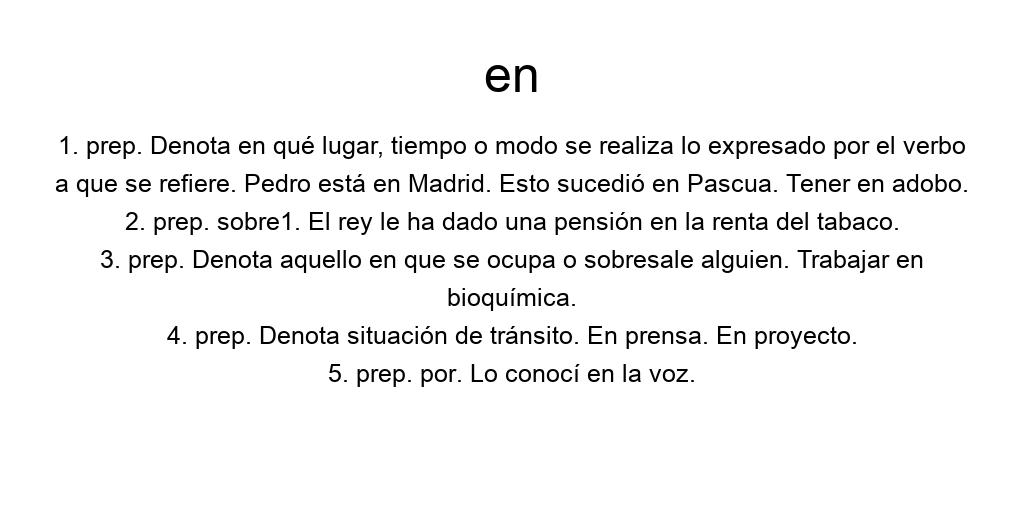 en
1. prep. Denota en qué lugar, tiempo o modo se realiza lo expresado por el verbo
a que se refiere. Pedro está en Madrid. Esto sucedió en Pascua. Tener en adobo.
2. prep. sobre1. El rey le ha dado una pensión en la renta del tabaco.
3. prep. Denota aquello en que se ocupa o sobresale alguien. Trabajar en
bioquímica.
4. prep. Denota situación de tránsito. En prensa. En proyecto.
5. prep. por. Lo conocí en la voz.